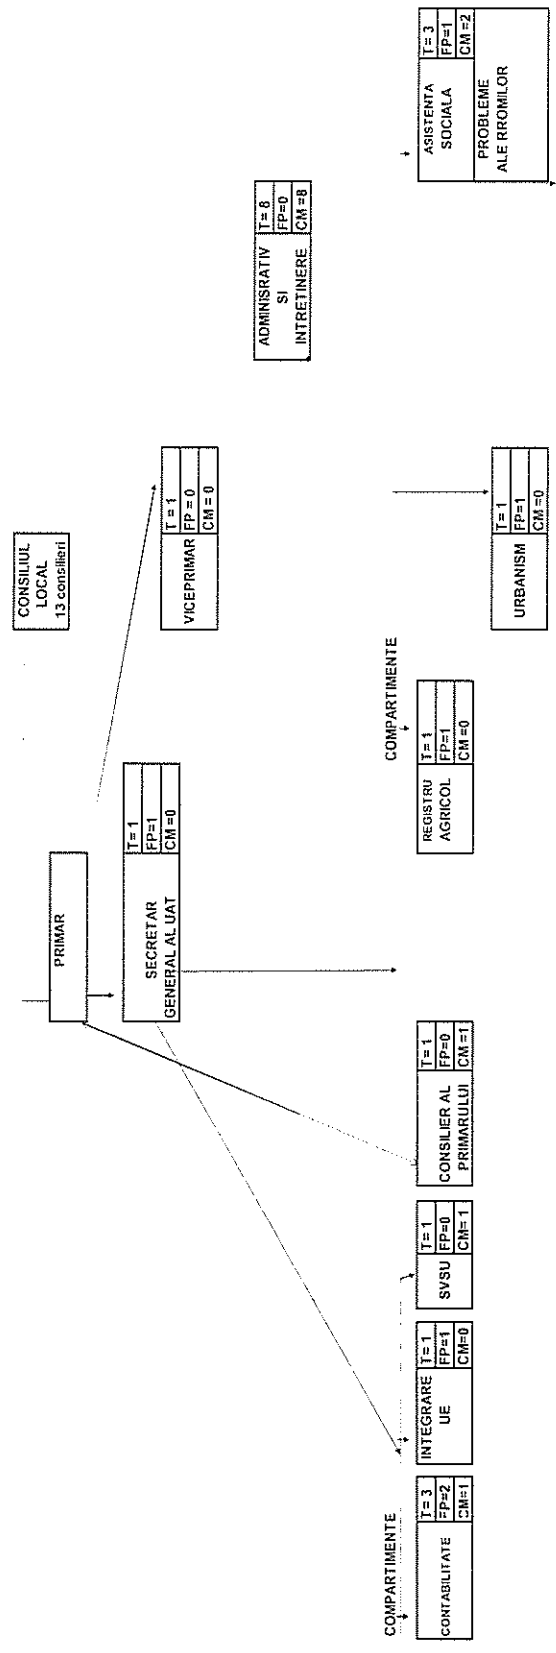 CONSILIUL
LOCAL
13 consilieri
PRIMAR
SECRETAR
GENERAL AL UAT
T= 1
FP=1
CM =0
VICEPRIMAR
T = 1
FP = 0
CM = 0
ADMINISRATIV
SI
INTRETINERE
T= 8
FP=0
CM =8
COMPARTIMENTE
COMPARTIMENTE
CONTABILITATE
T= 3
FP=2
CM=1
INTEGRARE
UE
T= 1
FP=1
CM=0
SVSU
T= 1
FP=0
CM= 1
CONSILIER AL
PRIMARULUI
T= 1
FP=0
CM =1
REGISTRU
AGRICOL
T= 1
FP=1
CM =0
ASISTENTA
SOCIALA
T= 3
FP=1
CM =2
PROBLEME
ALE RROMILOR
URBANISM
T= 1
FP=1
CM=0